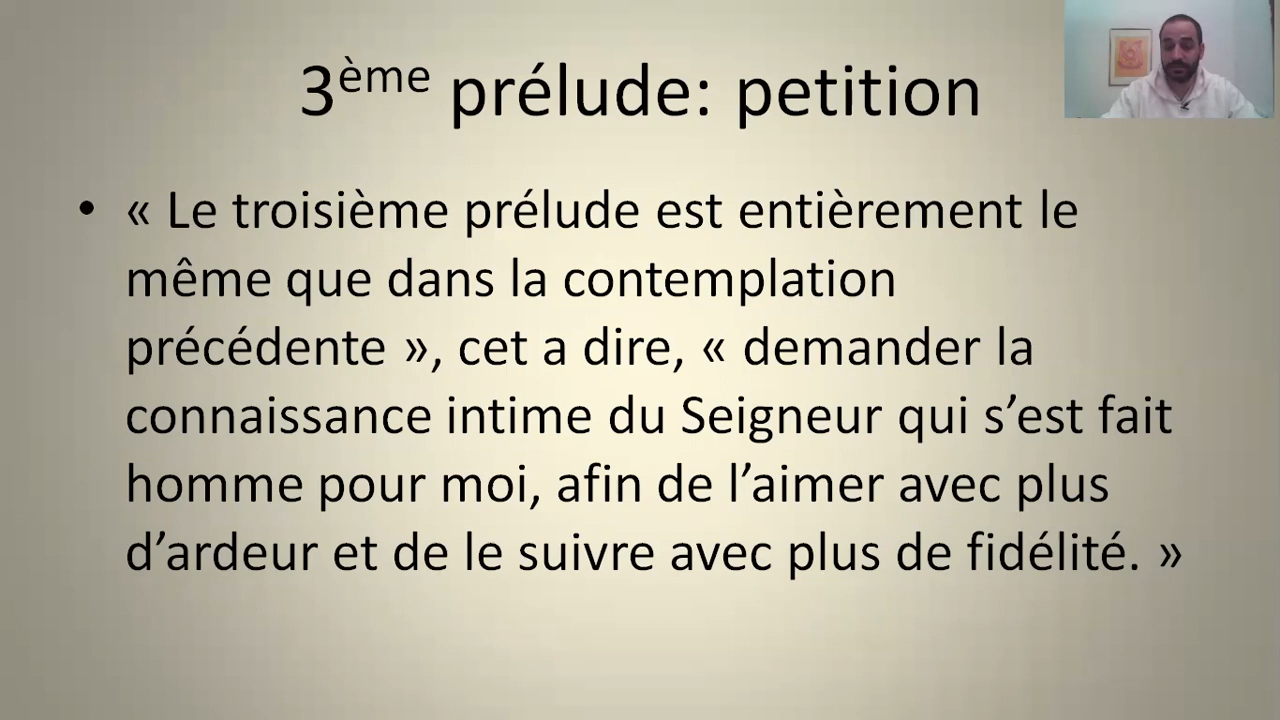 3ème prélude: petition
• « Le troisième prélude est entièrement le
même que dans la contemplation
précédente », cet a dire, « demander la
connaissance intime du Seigneur qui s’est fait
homme pour moi, afin de l’aimer avec plus
d’ardeur et de le suivre avec plus de fidélité. »